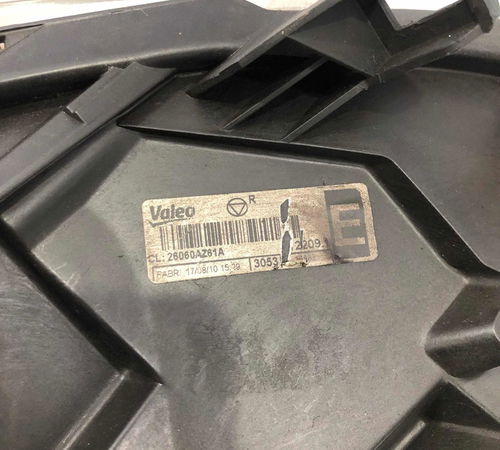 Valeo R
2209 E
CL: 26060AZ61A
FABR: 17/08/10 15:39 3053